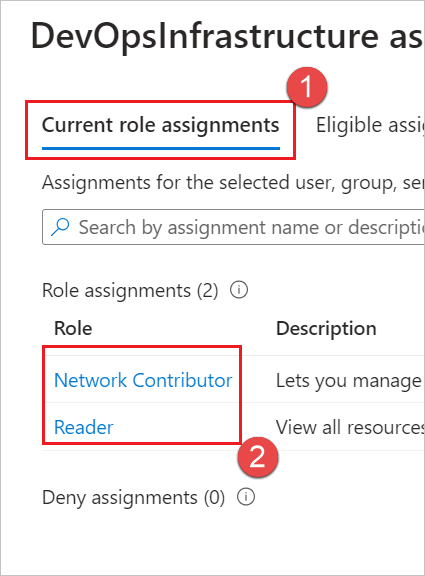 DevOpsInfrastructure as
1
Current role assignments Eligible assig
Assignments for the selected user, group, ser
Search by assignment name or descripti
Role assignments (2)
Role Description
Network Contributor Lets you manage
Reader View all resources
2
Deny assignments (0)